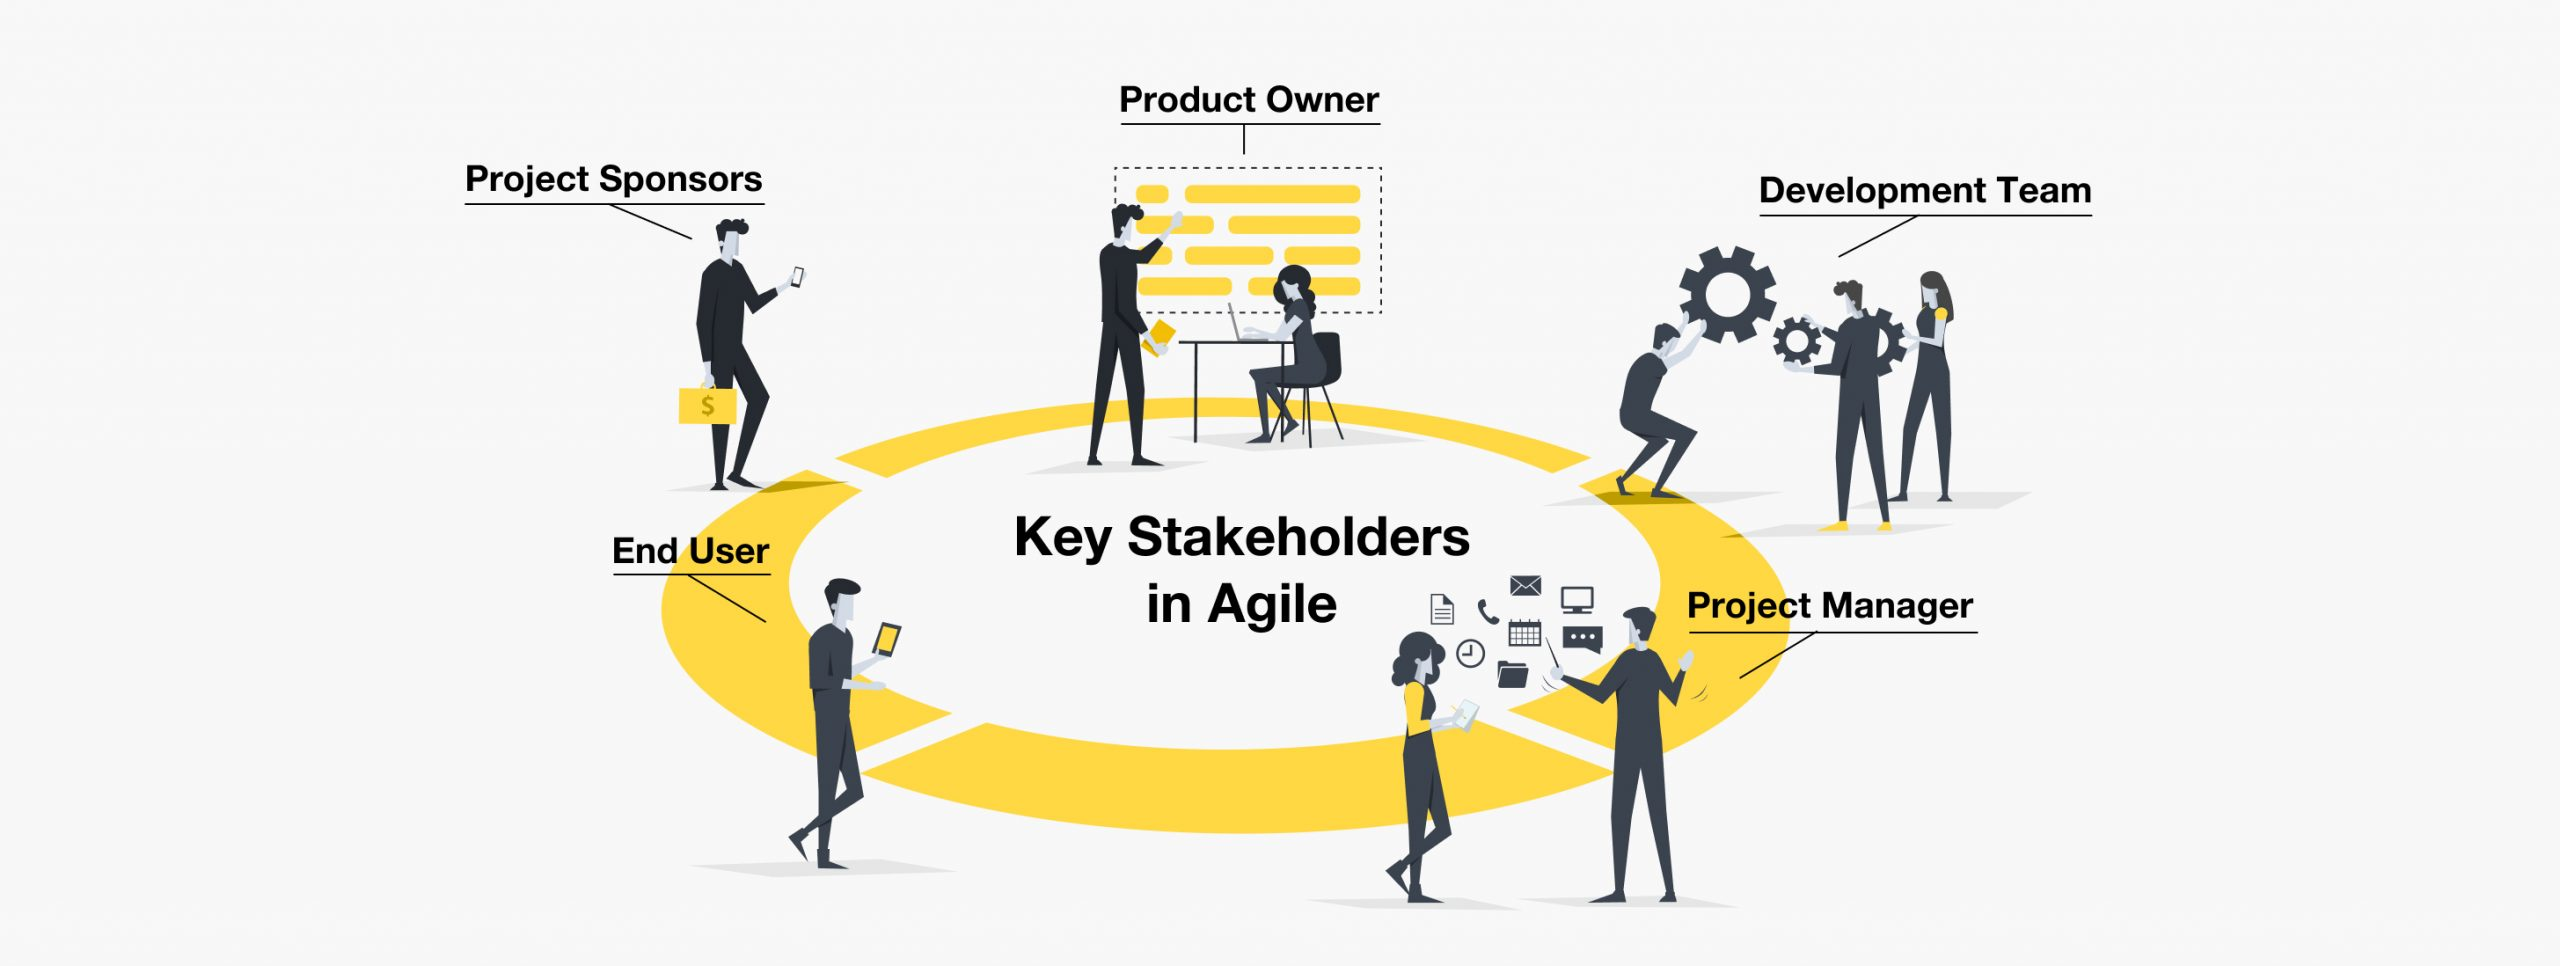 Product Owner
Project Sponsors
Development Team
$
Key Stakeholders
in Agile
End User
Project Manager